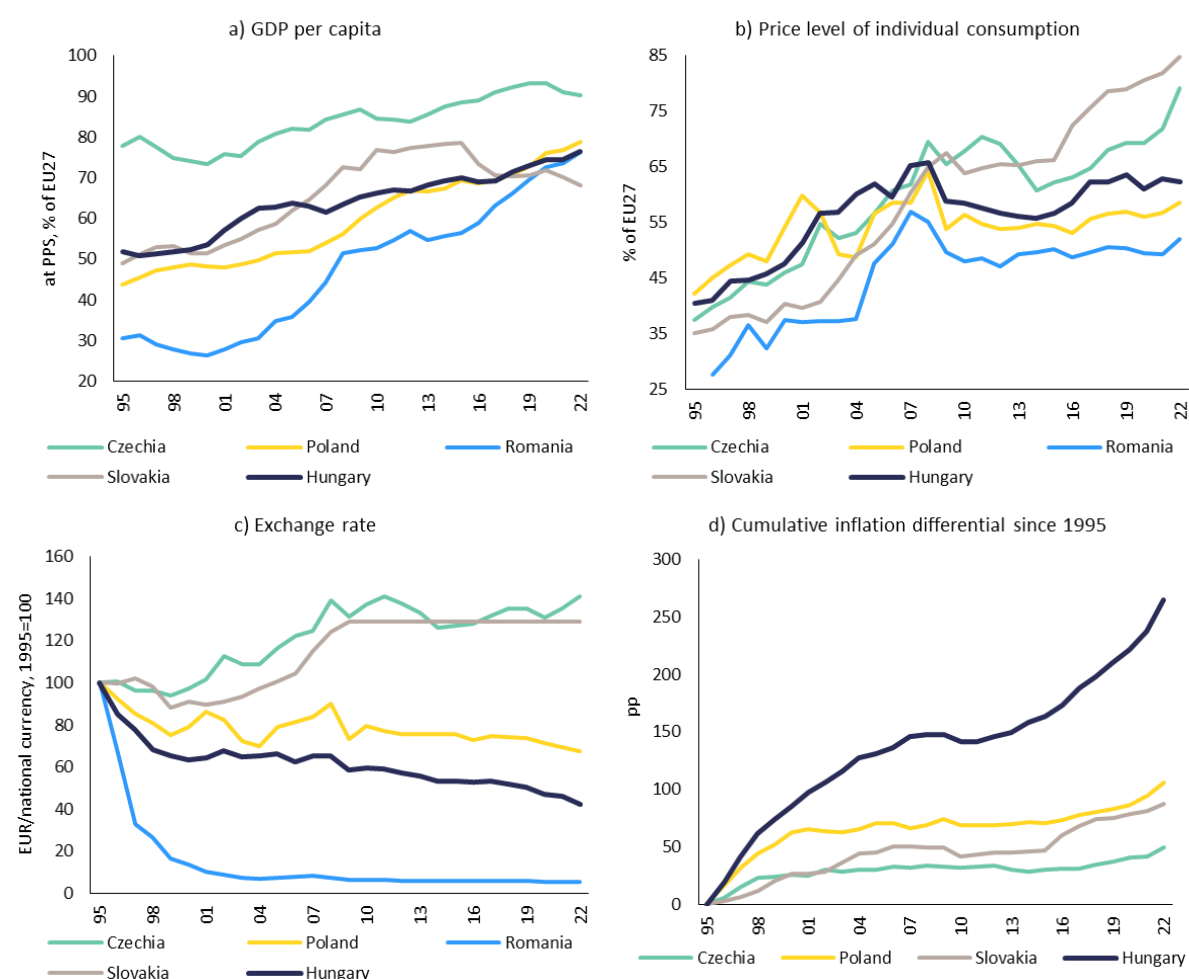 a) GDP per capita
at PPS, % of EU27
100
90
80
70
60
50
40
30
20
95 98 01 04 07 10 13 16 19 22
Czechia Poland Romania
Slovakia Hungary
b) Price level of individual consumption
% of EU27
85
75
65
55
45
35
25
95 98 01 04 07 10 13 16 19 22
Czechia Poland Romania
Slovakia Hungary
c) Exchange rate
EUR/national currency, 1995=100
160
140
120
100
80
60
40
20
0
95 98 01 04 07 10 13 16 19 22
Czechia Poland Romania
Slovakia Hungary
d) Cumulative inflation differential since 1995
pp
300
250
200
150
100
50
0
95 98 01 04 07 10 13 16 19 22
Czechia Poland Slovakia Hungary